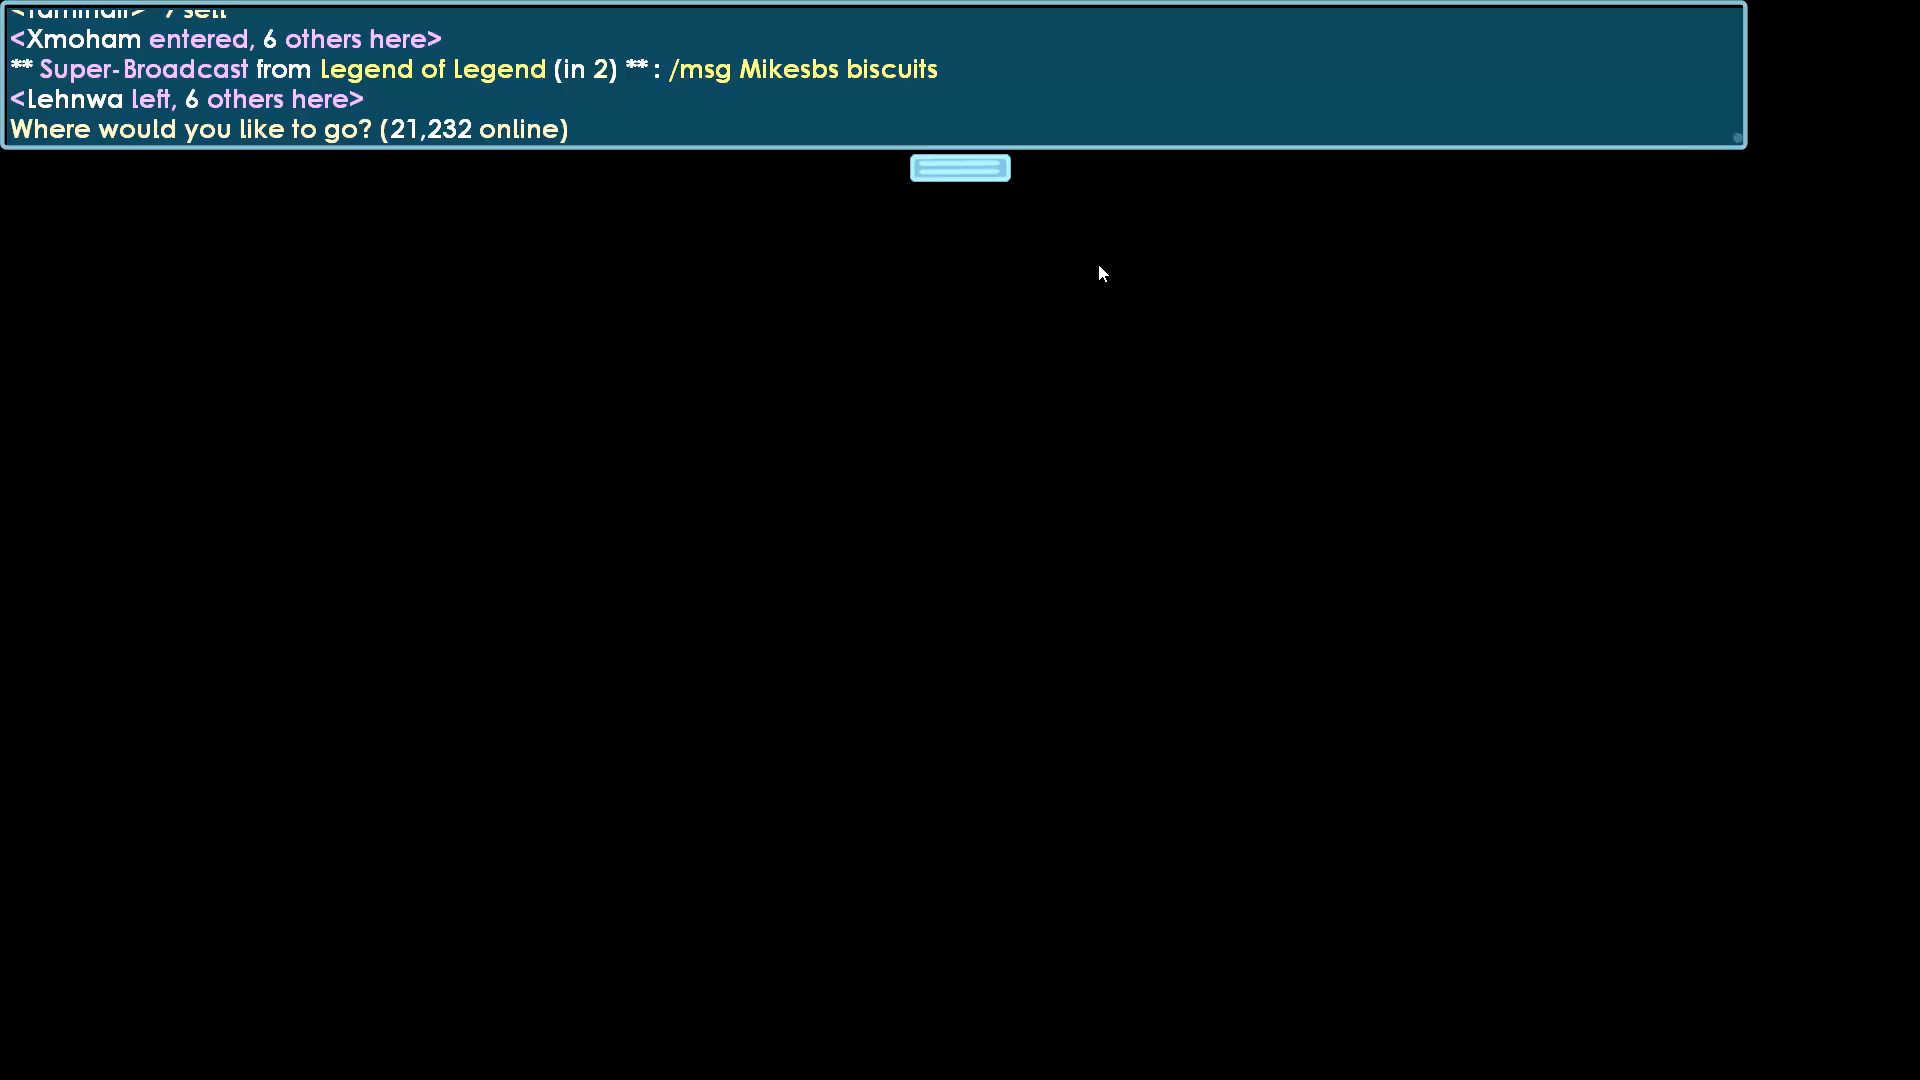 <Xmoham entered, 6 others here>
** Super-Broadcast from Legend of Legend (in 2) ** : /msg Mikesbs biscuits
<Lehnwa left, 6 others here>
Where would you like to go? (21,232 online)